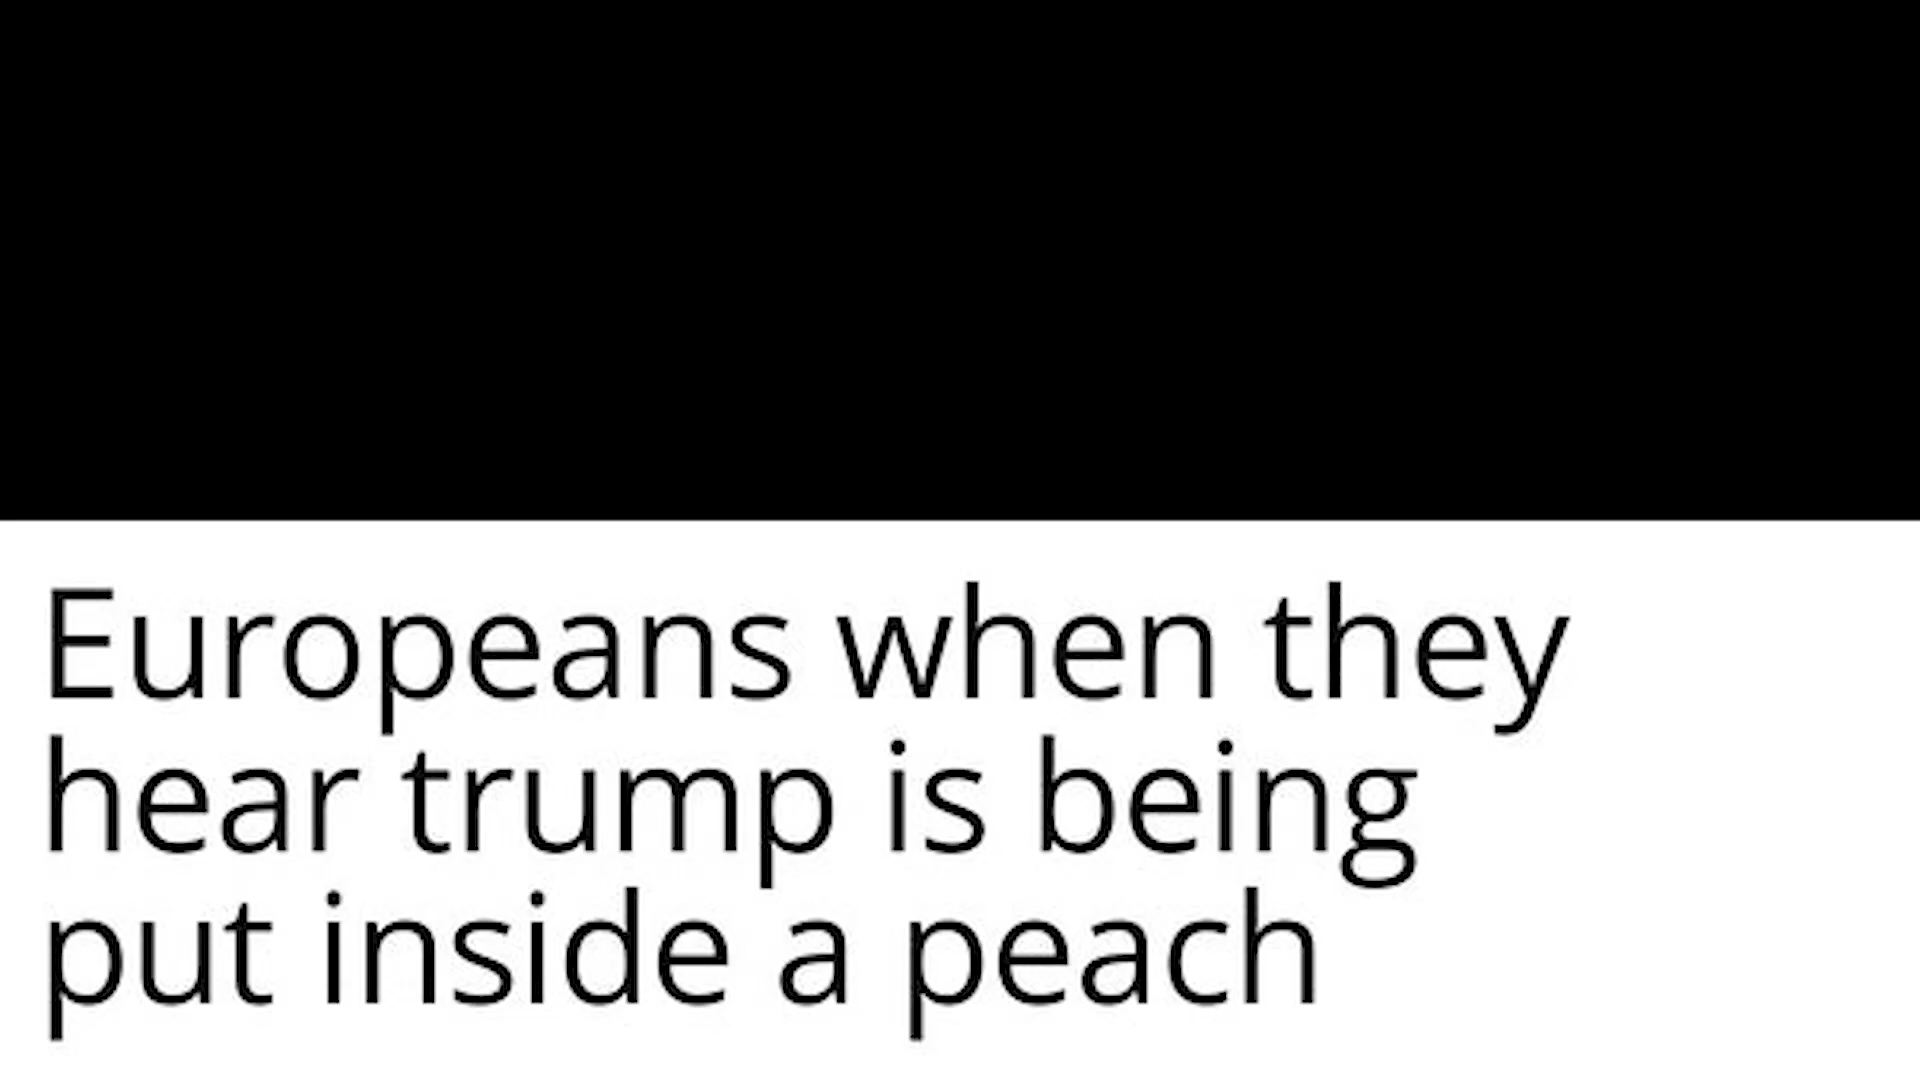 Europeans when they
hear trump is being
put inside a peach